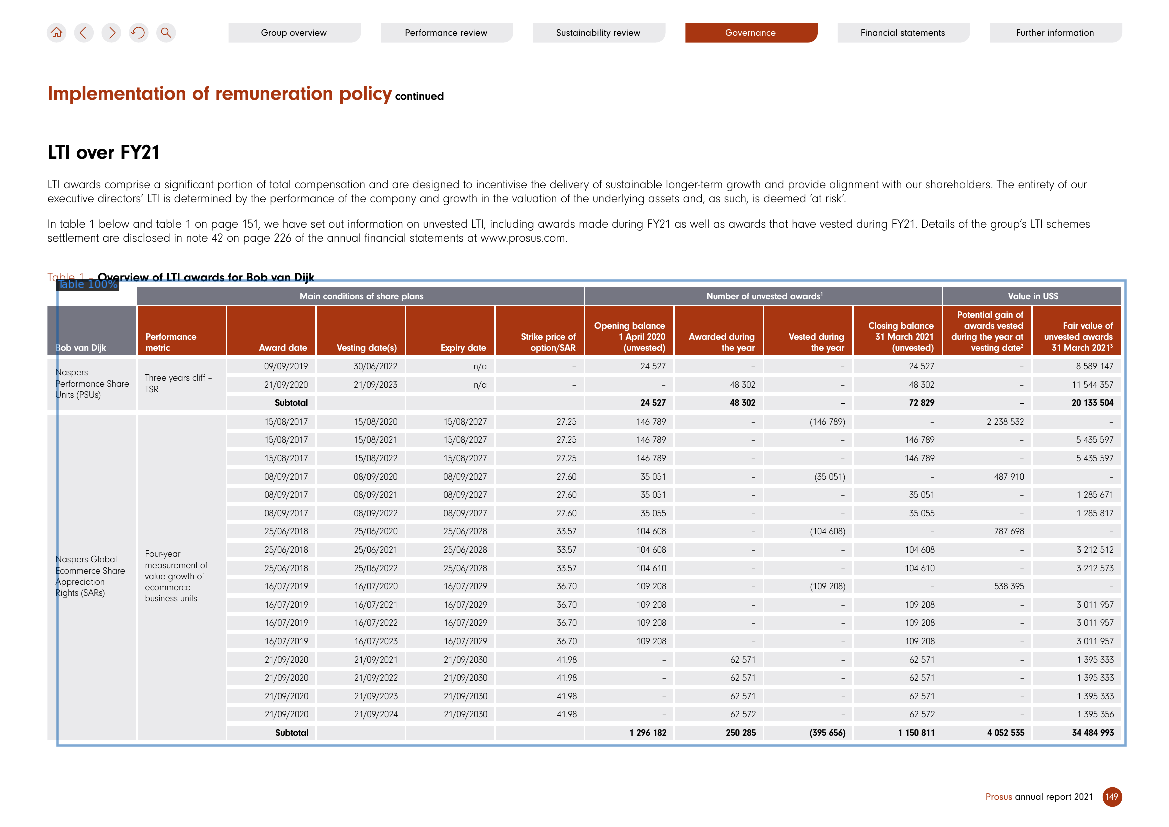 Group overview
Performance review
Sustainability review
Governance
Financial statements
Further information
Implementation of remuneration policy continued
LTI over FY21
LTI awards comprise a significant portion of total compensation and are designed to incentivise the delivery of sustainable longer-term growth and provide alignment with our shareholders. The entirety of our
executive directors' LTI is determined by the performance of the company and growth in the valuation of the underlying assets and, as such, is deemed 'at risk'.
In table 1 below and table 1 on page 151, we have set out information on unvested LTI, including awards made during FY21 as well as awards that have vested during FY21. Details of the group's LTI schemes
settlement are disclosed in note 42 on page 226 of the annual financial statements at www.prosus.com.
Table 1 – Overview of LTI awards for Bob van Dijk
Table 100%
Main conditions of share plans Number of unvested awards¹ Value in US$
Bob van Dijk
Performance
metric
Award date
Vesting date(s)
Expiry date
Strike price of
option/SAR
Opening balance
1 April 2020
(unvested)
Awarded during
the year
Vested during
the year
Closing balance
31 March 2021
(unvested)
Potential gain of
awards vested
during the year at
vesting date²
Fair value of
unvested awards
31 March 2021³
Naspers
Performance Share
Units (PSUs)
Three years cliff –
TSR
09/09/2019 30/06/2022 n/a – 24 527 – – 24 527 – 8 589 147
21/09/2020 21/09/2023 n/a – – 48 302 – 48 302 – 11 544 357
Subtotal 24 527 48 302 – 72 829 – 20 133 504
Naspers Global
Ecommerce Share
Appreciation
Rights (SARs)
Four-year
measurement of
value growth of
ecommerce
business units
15/08/2017 15/08/2020 15/08/2027 27.25 146 789 – (146 789) – 2 238 532 –
15/08/2017 15/08/2021 15/08/2027 27.25 146 789 – – 146 789 – 5 435 597
15/08/2017 15/08/2022 15/08/2027 27.25 146 789 – – 146 789 – 5 435 597
08/09/2017 08/09/2020 08/09/2027 27.60 35 051 – (35 051) – 487 910 –
08/09/2017 08/09/2021 08/09/2027 27.60 35 051 – – 35 051 – 1 285 671
08/09/2017 08/09/2022 08/09/2027 27.60 35 055 – – 35 055 – 1 285 817
25/06/2018 25/06/2020 25/06/2028 33.57 104 608 – (104 608) – 787 698 –
25/06/2018 25/06/2021 25/06/2028 33.57 104 608 – – 104 608 – 3 212 512
25/06/2018 25/06/2022 25/06/2028 33.57 104 610 – – 104 610 – 3 212 573
16/07/2019 16/07/2020 16/07/2029 36.70 109 208 – (109 208) – 538 395 –
16/07/2019 16/07/2021 16/07/2029 36.70 109 208 – – 109 208 – 3 011 957
16/07/2019 16/07/2022 16/07/2029 36.70 109 208 – – 109 208 – 3 011 957
16/07/2019 16/07/2023 16/07/2029 36.70 109 208 – – 109 208 – 3 011 957
21/09/2020 21/09/2021 21/09/2030 41.98 – 62 571 – 62 571 – 1 395 333
21/09/2020 21/09/2022 21/09/2030 41.98 – 62 571 – 62 571 – 1 395 333
21/09/2020 21/09/2023 21/09/2030 41.98 – 62 571 – 62 571 – 1 395 333
21/09/2020 21/09/2024 21/09/2030 41.98 – 62 572 – 62 572 – 1 395 356
Subtotal 1 296 182 250 285 (395 656) 1 150 811 4 052 535 34 484 993
Prosus annual report 2021 149